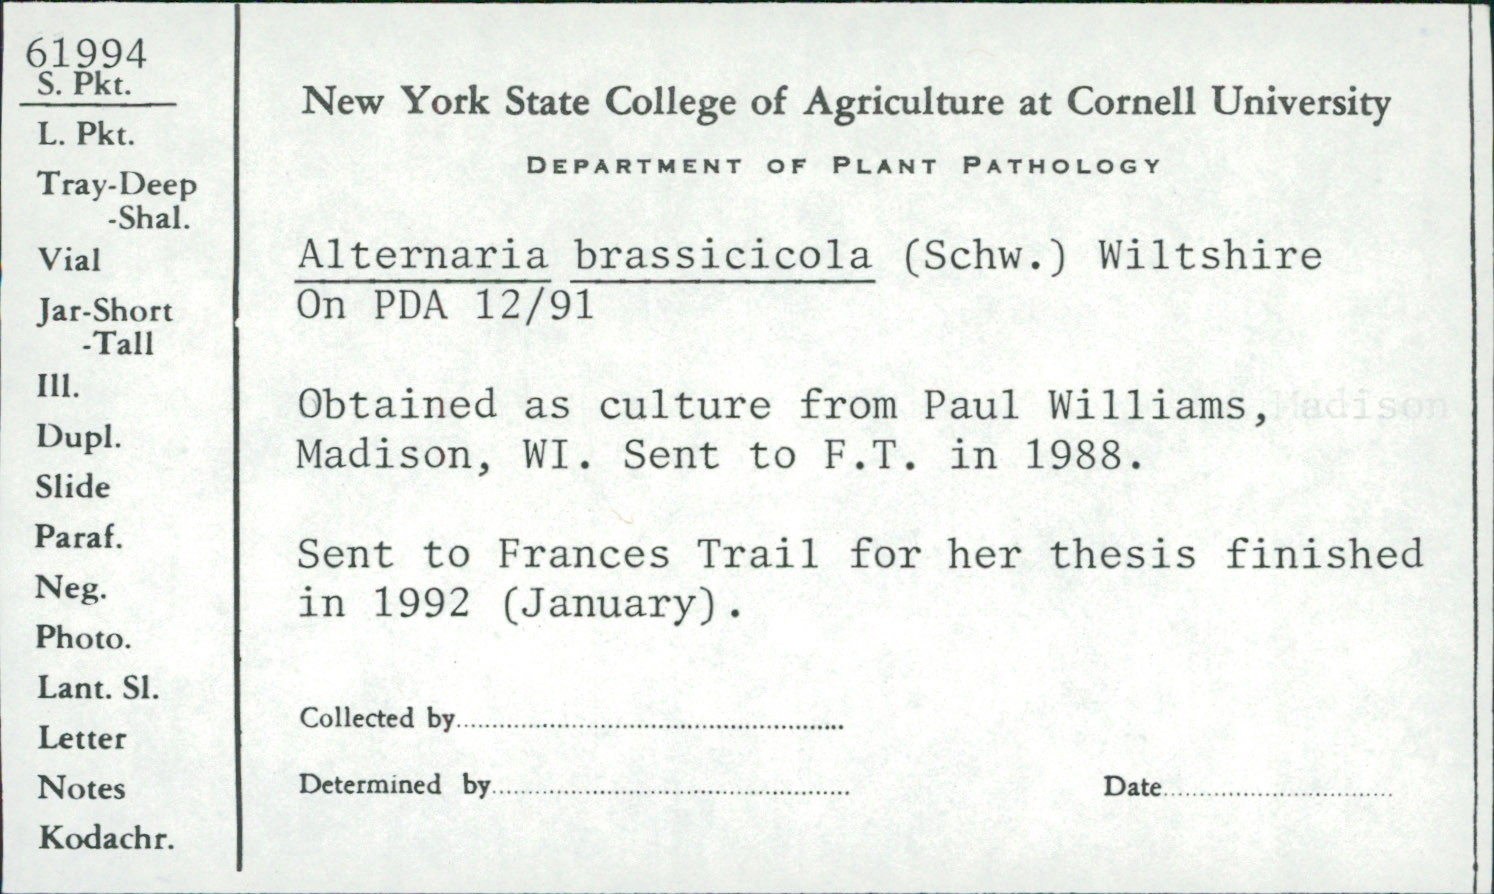 61994
S. Pkt.
L. Pkt.
Tray-Deep
-Shal.
Vial
Jar-Short
-Tall
Ill.
Dupl.
Slide
Paraf.
Neg.
Photo.
Lant. Sl.
Letter
Notes
Kodachr.
New York State College of Agriculture at Cornell University
DEPARTMENT OF PLANT PATHOLOGY
Alternaria brassicicola (Schw.) Wiltshire
On PDA 12/91
Obtained as culture from Paul Williams, Madison
Madison, WI. Sent to F.T. in 1988.
Sent to Frances Trail for her thesis finished
in 1992 (January).
Collected by
Determined by Date